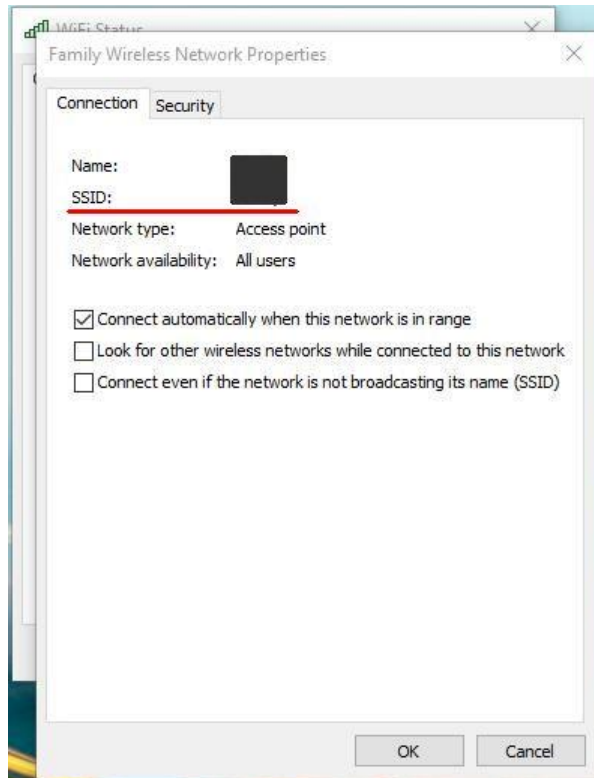 WiFi Status
Family Wireless Network Properties
Connection Security
Name:
SSID:
Network type: Access point
Network availability: All users
Connect automatically when this network is in range
Look for other wireless networks while connected to this network
Connect even if the network is not broadcasting its name (SSID)
OK Cancel